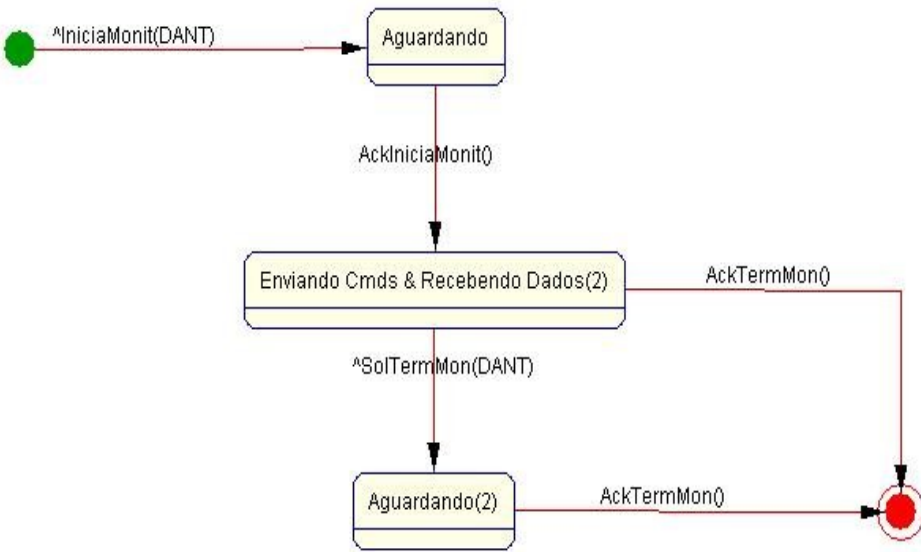 ^IniciaMonit(DANT)
Aguardando
AckIniciaMonit()
Enviando Cmds & Recebendo Dados(2)
AckTermMon()
^SolTermMon(DANT)
Aguardando(2)
AckTermMon()